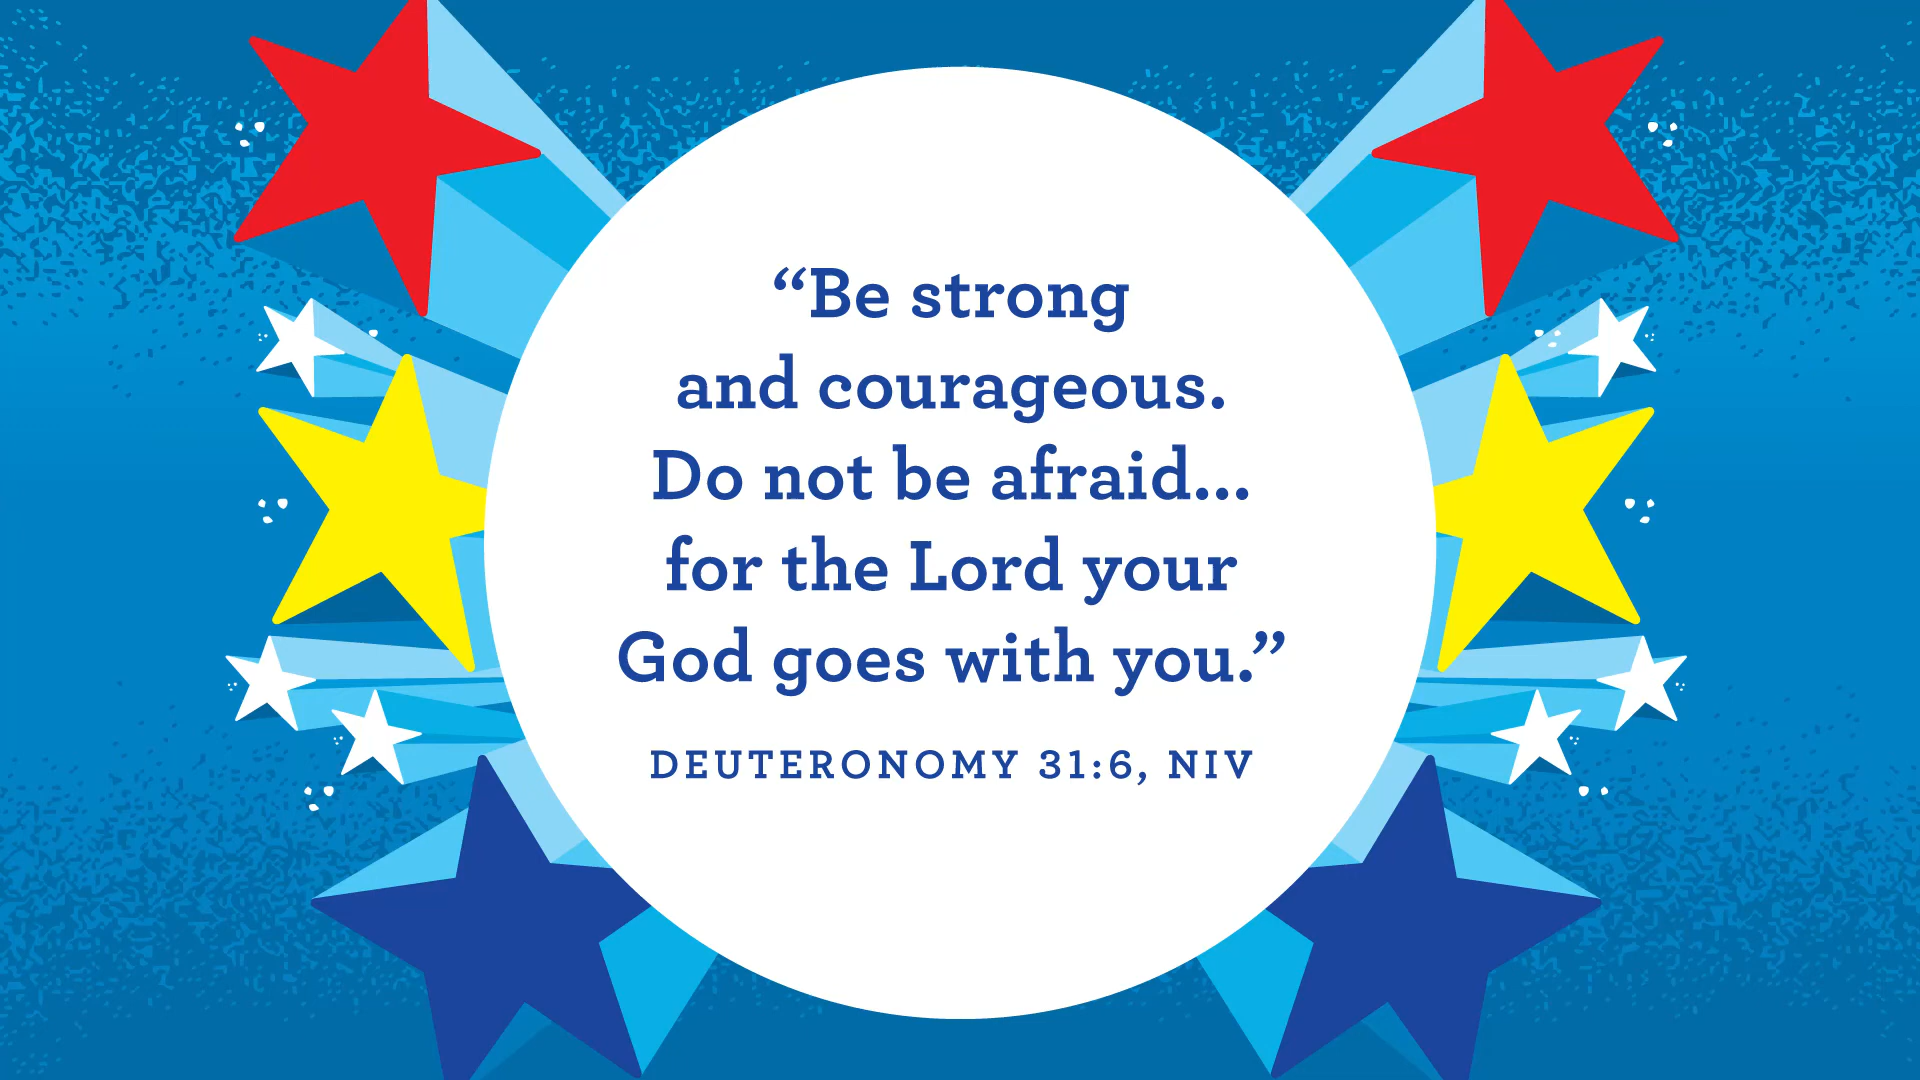 “Be strong
and courageous.
Do not be afraid...
for the Lord your
God goes with you.”
DEUTERONOMY 31:6, NIV